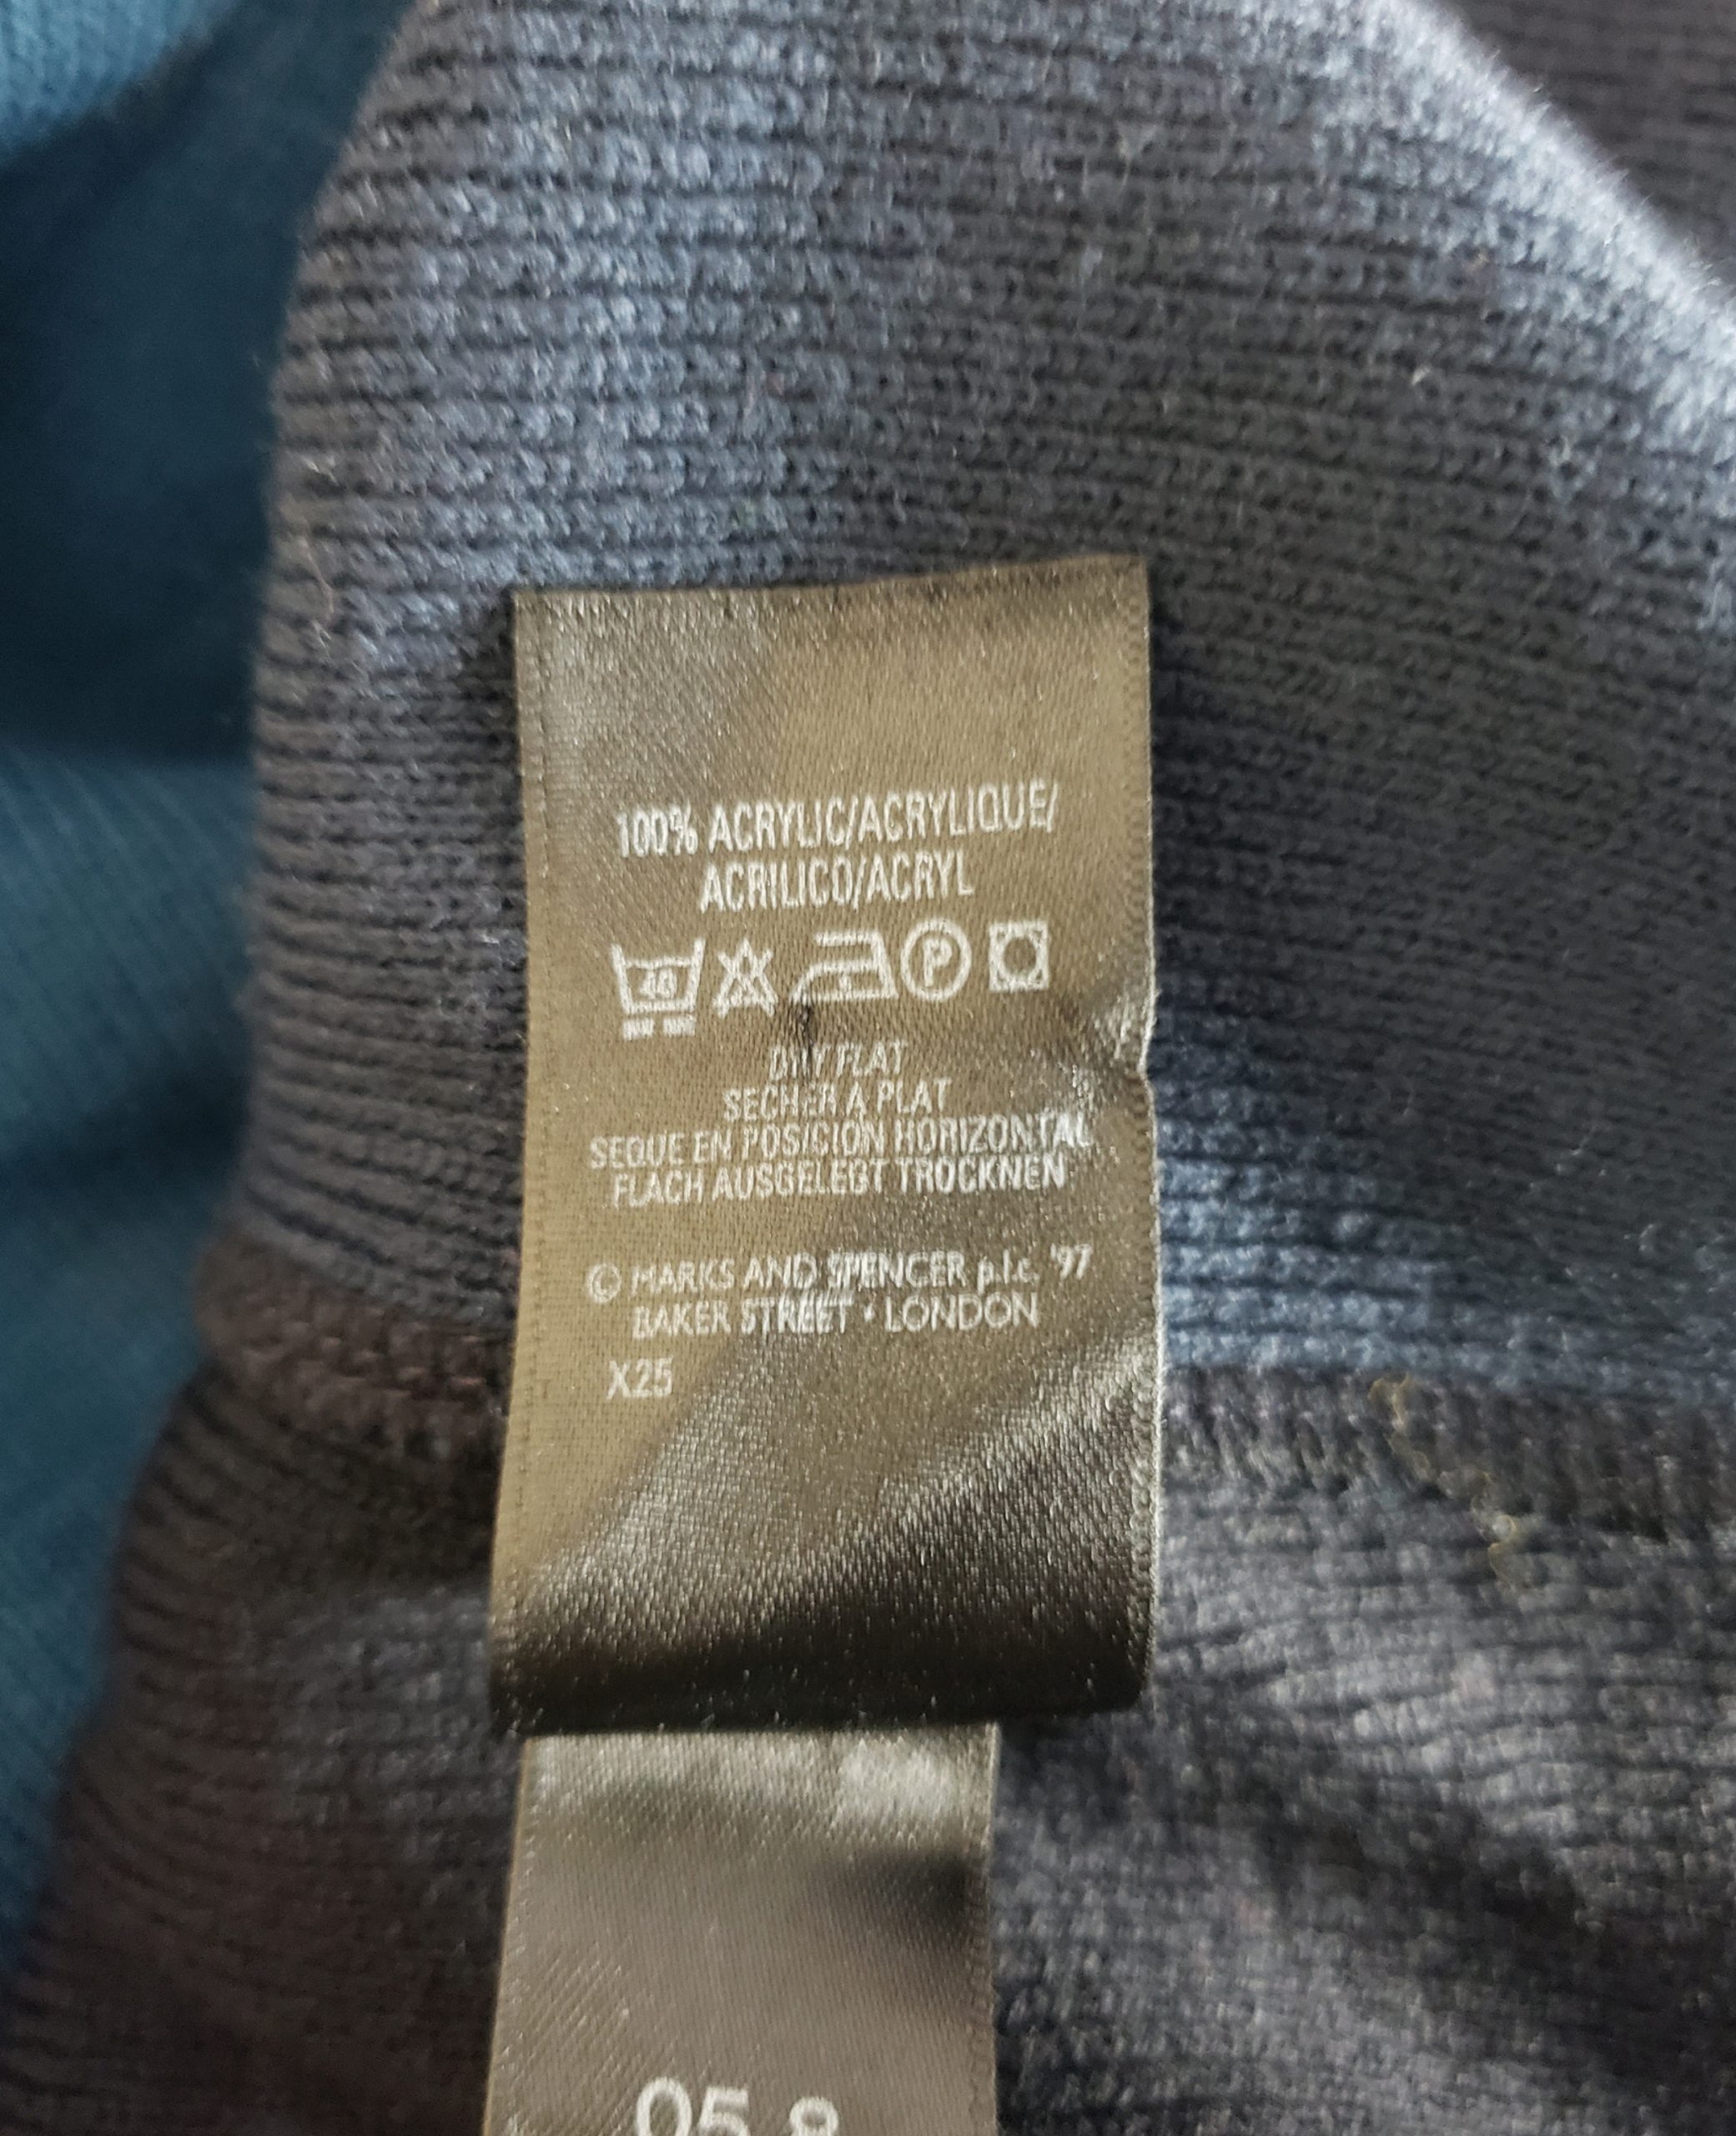 100% ACRYLIC/ACRYLIQUE/
ACRILICO/ACRYL
40 P
DRY FLAT
SECHER A PLAT
SEQUE EN POSICION HORIZONTAL
FLACH AUSGELEGT TROCKNEN
© MARKS AND SPENCER p.l.c. '97
BAKER STREET • LONDON
X25